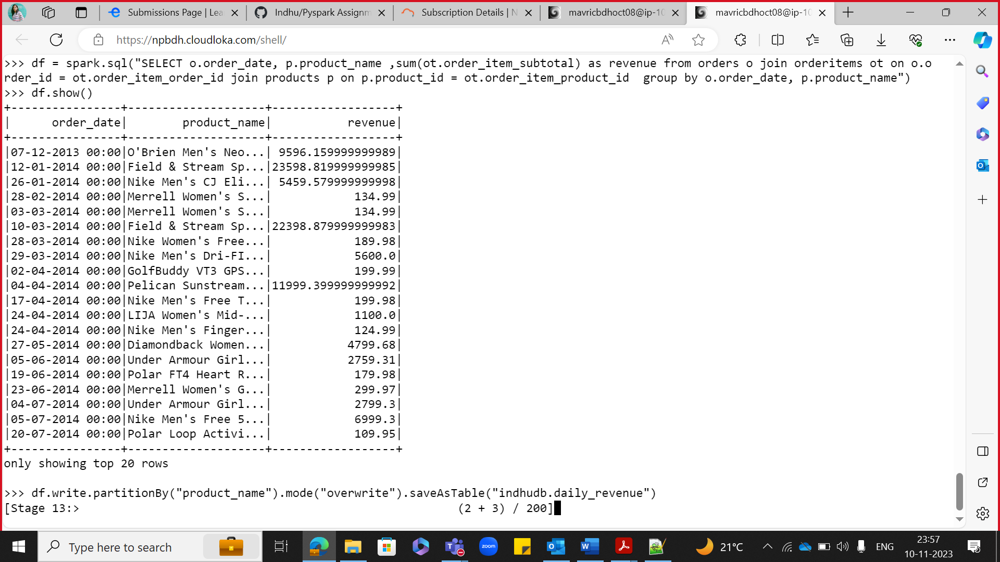 Submissions Page | Lea
Indhu/Pyspark Assignm
Subscription Details | N
mavricbdhoct08@ip-10
mavricbdhoct08@ip-10
https://npbdh.cloudloka.com/shell/
>>> df = spark.sql("SELECT o.order_date, p.product_name ,sum(ot.order_item_subtotal) as revenue from orders o join orderitems ot on o.o
rder_id = ot.order_item_order_id join products p on p.product_id = ot.order_item_product_id  group by o.order_date, p.product_name")
>>> df.show()
+----------------+--------------------+------------------+
|      order_date|        product_name|           revenue|
+----------------+--------------------+------------------+
|07-12-2013 00:00|O'Brien Men's Neo...| 9596.159999999989|
|12-01-2014 00:00|Field & Stream Sp...|23598.819999999985|
|26-01-2014 00:00|Nike Men's CJ Eli...| 5459.579999999998|
|28-02-2014 00:00|Merrell Women's S...|            134.99|
|03-03-2014 00:00|Merrell Women's S...|            134.99|
|10-03-2014 00:00|Field & Stream Sp...|22398.879999999983|
|28-03-2014 00:00|Nike Women's Free...|            189.98|
|29-03-2014 00:00|Nike Men's Dri-FI...|            5600.0|
|02-04-2014 00:00|GolfBuddy VT3 GPS...|            199.99|
|04-04-2014 00:00|Pelican Sunstream...|11999.399999999992|
|17-04-2014 00:00|Nike Men's Free T...|            199.98|
|24-04-2014 00:00|LIJA Women's Mid-...|            1100.0|
|24-04-2014 00:00|Nike Men's Finger...|            124.99|
|27-05-2014 00:00|Diamondback Women...|           4799.68|
|05-06-2014 00:00|Under Armour Girl...|           2759.31|
|19-06-2014 00:00|Polar FT4 Heart R...|            179.98|
|23-06-2014 00:00|Merrell Women's G...|            299.97|
|04-07-2014 00:00|Under Armour Girl...|            2799.3|
|05-07-2014 00:00|Nike Men's Free 5...|            6999.3|
|20-07-2014 00:00|Polar Loop Activi...|            109.95|
+----------------+--------------------+------------------+
only showing top 20 rows
>>> df.write.partitionBy("product_name").mode("overwrite").saveAsTable("indhudb.daily_revenue")
[Stage 13:>                                                       (2 + 3) / 200]
Type here to search
zoom
21°C
ENG
23:57
10-11-2023